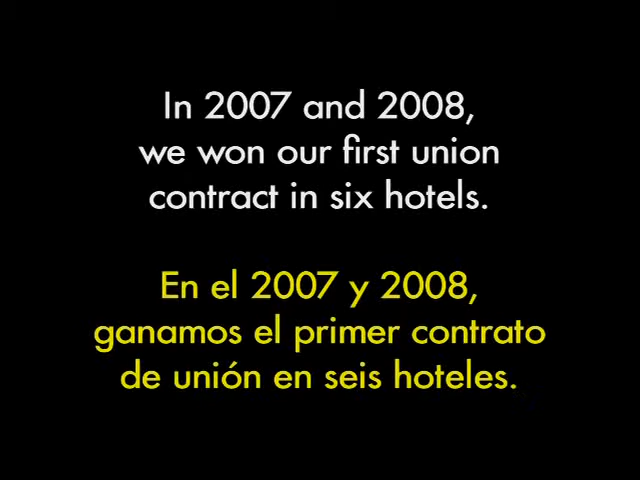 In 2007 and 2008,
we won our first union
contract in six hotels.
En el 2007 y 2008,
ganamos el primer contrato
de unión en seis hoteles.